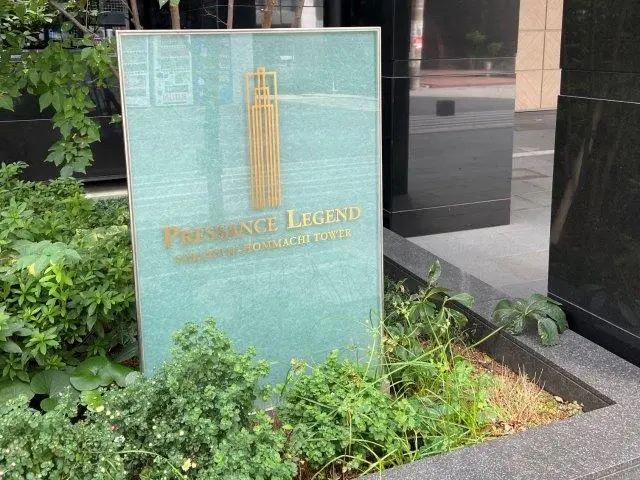 PRESSANCE LEGEND
HOMMACHI TOWER